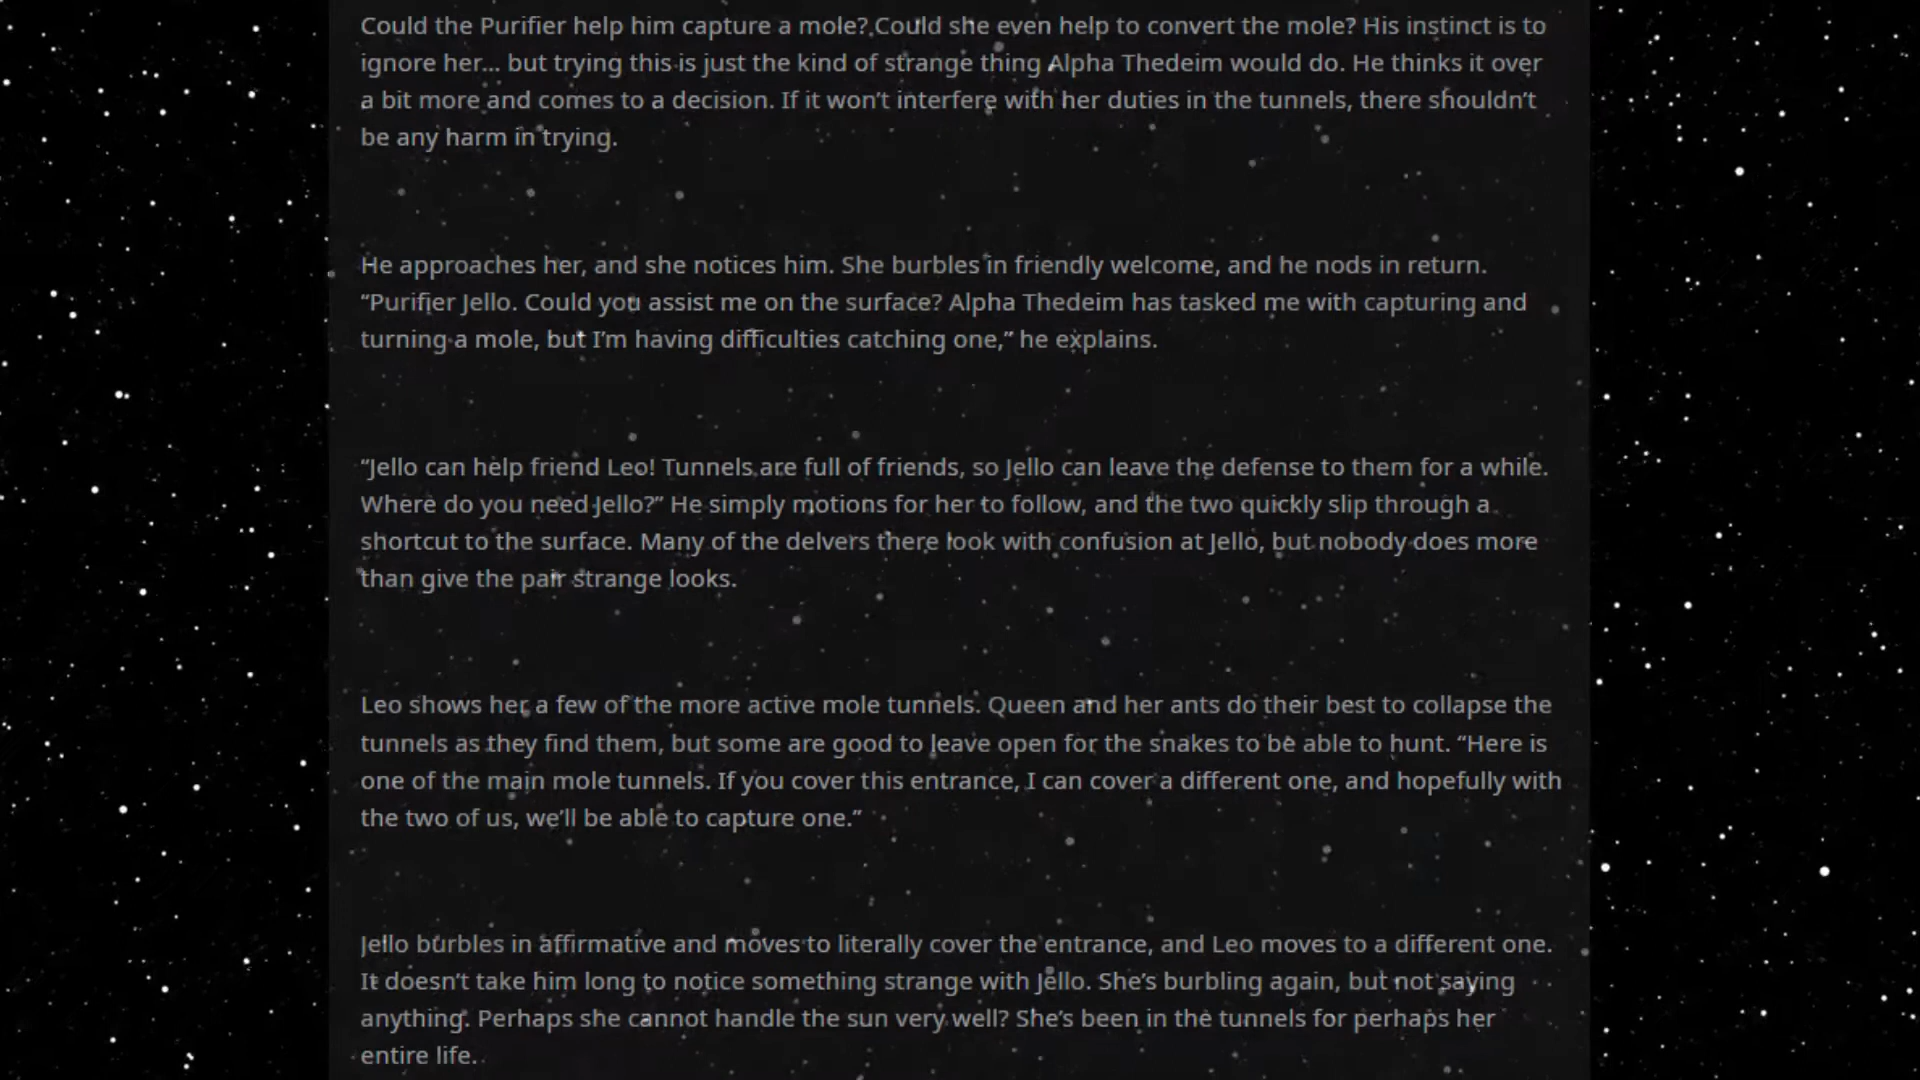 Could the Purifier help him capture a mole? Could she even help to convert the mole? His instinct is to
ignore her… but trying this is just the kind of strange thing Alpha Thedeim would do. He thinks it over
a bit more and comes to a decision. If it won’t interfere with her duties in the tunnels, there shouldn’t
be any harm in trying.
He approaches her, and she notices him. She burbles in friendly welcome, and he nods in return.
“Purifier Jello. Could you assist me on the surface? Alpha Thedeim has tasked me with capturing and
turning a mole, but I’m having difficulties catching one,” he explains.
“Jello can help friend Leo! Tunnels are full of friends, so Jello can leave the defense to them for a while.
Where do you need Jello?” He simply motions for her to follow, and the two quickly slip through a
shortcut to the surface. Many of the delvers there look with confusion at Jello, but nobody does more
than give the pair strange looks.
Leo shows her a few of the more active mole tunnels. Queen and her ants do their best to collapse the
tunnels as they find them, but some are good to leave open for the snakes to be able to hunt. “Here is
one of the main mole tunnels. If you cover this entrance, I can cover a different one, and hopefully with
the two of us, we’ll be able to capture one.”
Jello burbles in affirmative and moves to literally cover the entrance, and Leo moves to a different one.
It doesn’t take him long to notice something strange with Jello. She’s burbling again, but not saying
anything. Perhaps she cannot handle the sun very well? She’s been in the tunnels for perhaps her
entire life.